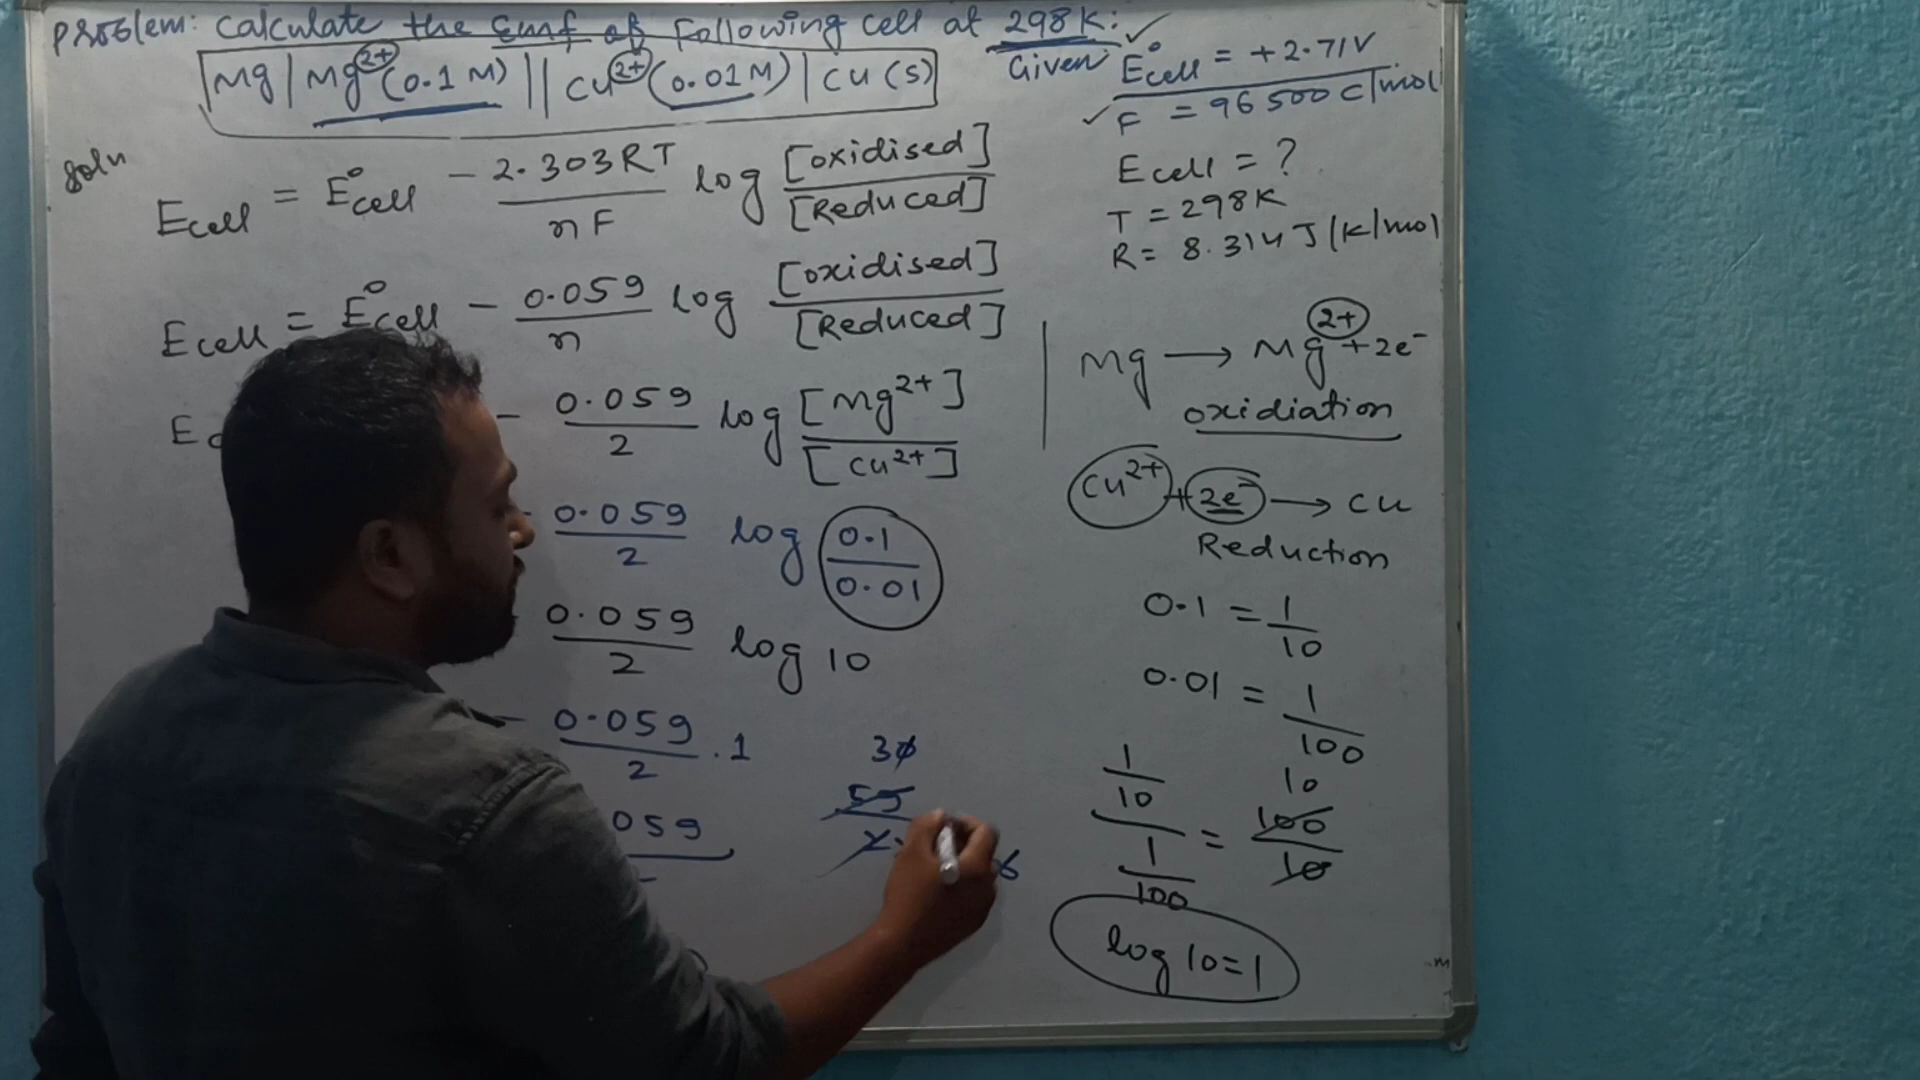 Problem: Calculate the Emf of Following cell at 298K:
Mg | Mg²⁺ (0.1 M) || Cu²⁺ (0.01M) | Cu (s)
Given E°cell = +2.71V
F = 96500 C/mol
Ecell = ?
T = 298K
R = 8.314 J/K/mol
Soln
Ecell = E°cell - 2.303RT/nF log [oxidised]/[Reduced]
Ecell = E°cell - 0.059/n log [oxidised]/[Reduced]
- 0.059/2 log [Mg²⁺]/[Cu²⁺]
0.059/2 log 0.1/0.01
0.059/2 log 10
- 0.059/2 . 1
059
Mg → Mg²⁺ + 2e⁻
oxidiation
Cu²⁺ + 2e⁻ → Cu
Reduction
0.1 = 1/10
0.01 = 1/100
1/10
1/100
=
10
100/10
log 10 = 1